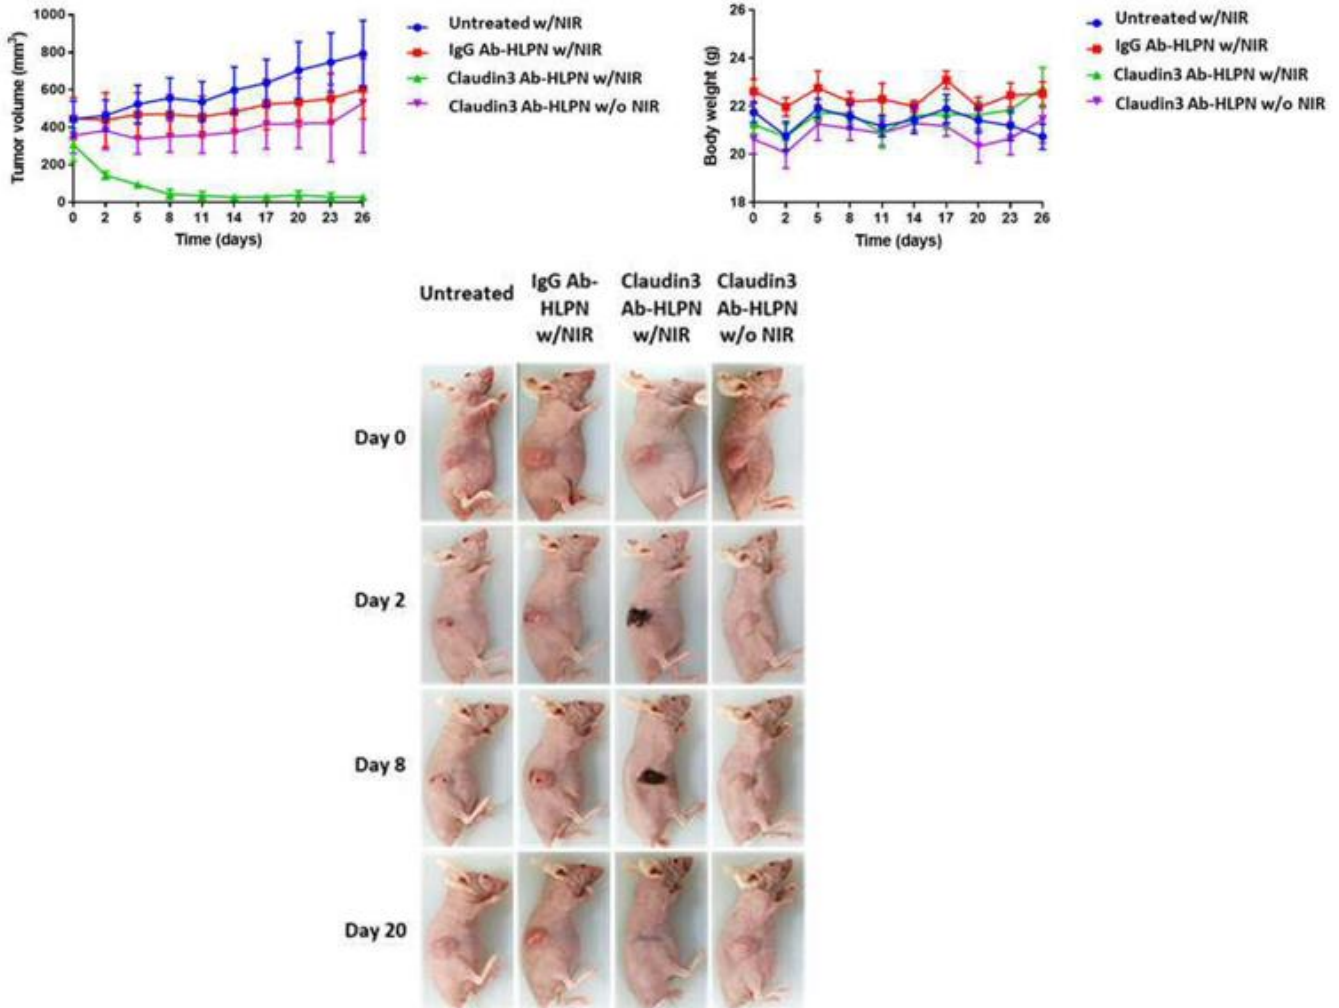 1000
800
600
400
200
0
Tumor volume (mm³)
0 2 5 8 11 14 17 20 23 26
Time (days)
Untreated w/NIR
IgG Ab-HLPN w/NIR
Claudin3 Ab-HLPN w/NIR
Claudin3 Ab-HLPN w/o NIR
26
24
22
20
18
Body weight (g)
0 2 5 8 11 14 17 20 23 26
Time (days)
Untreated w/NIR
IgG Ab-HLPN w/NIR
Claudin3 Ab-HLPN w/NIR
Claudin3 Ab-HLPN w/o NIR
Untreated
IgG Ab-
HLPN
w/NIR
Claudin3
Ab-HLPN
w/NIR
Claudin3
Ab-HLPN
w/o NIR
Day 0
Day 2
Day 8
Day 20